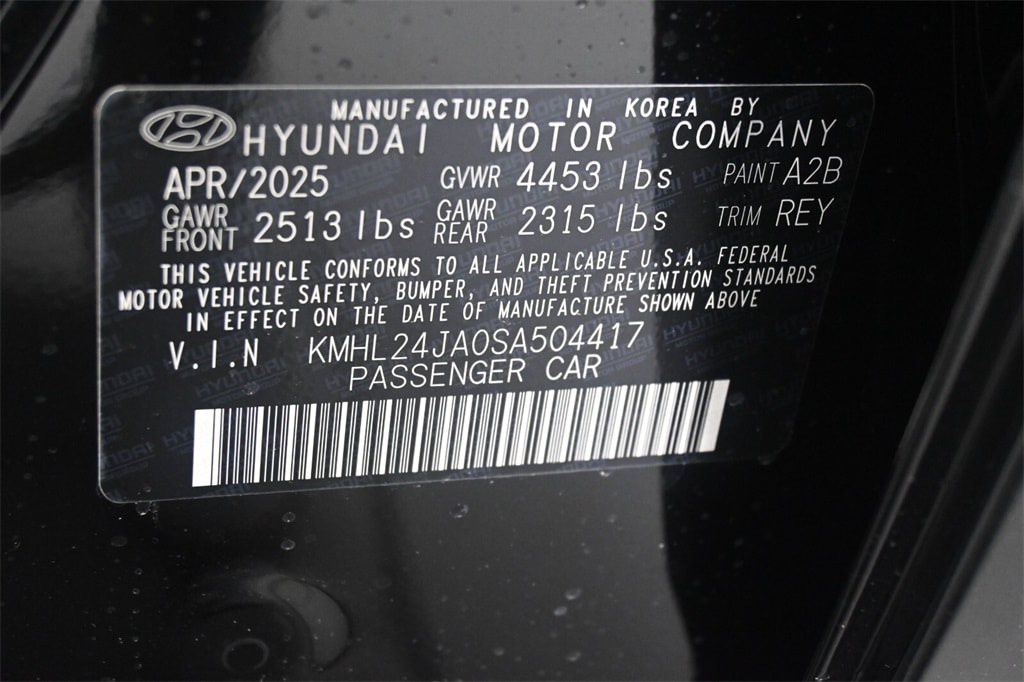 MANUFACTURED IN KOREA BY
HYUNDAI MOTOR COMPANY
APR/2025 GVWR 4453 lbs PAINT A2B
GAWR FRONT 2513 lbs GAWR REAR 2315 lbs TRIM REY
THIS VEHICLE CONFORMS TO ALL APPLICABLE U.S.A. FEDERAL
MOTOR VEHICLE SAFETY, BUMPER, AND THEFT PREVENTION STANDARDS
IN EFFECT ON THE DATE OF MANUFACTURE SHOWN ABOVE
V.I.N KMHL24JA0SA504417
PASSENGER CAR